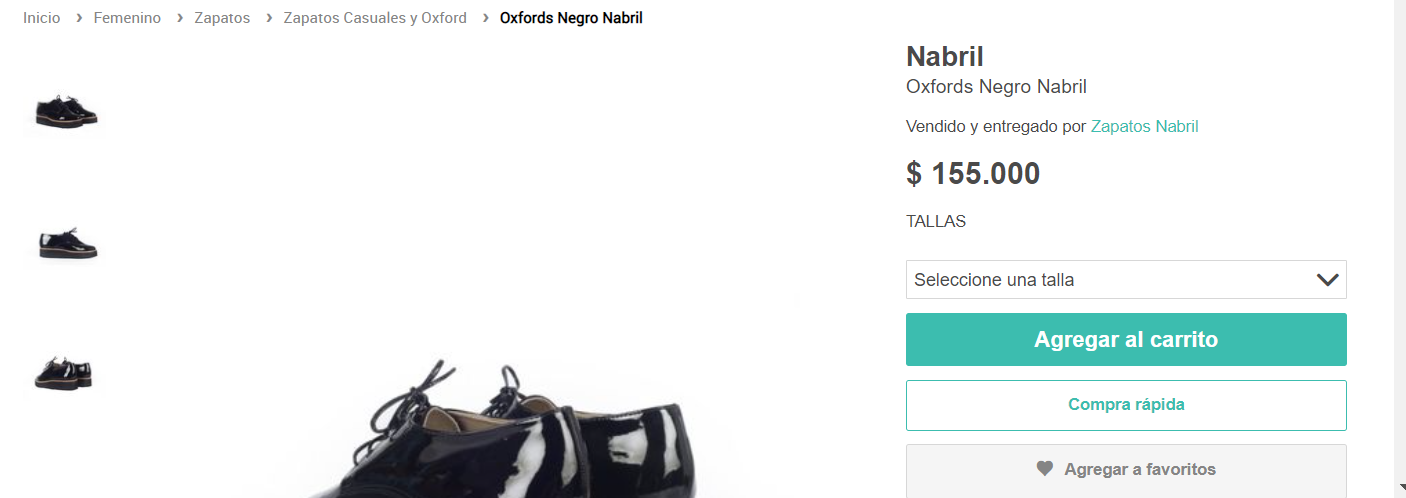 Inicio › Femenino › Zapatos › Zapatos Casuales y Oxford › Oxfords Negro Nabril
Nabril
Oxfords Negro Nabril
Vendido y entregado por Zapatos Nabril
$ 155.000
TALLAS
Seleccione una talla
Agregar al carrito
Compra rápida
Agregar a favoritos